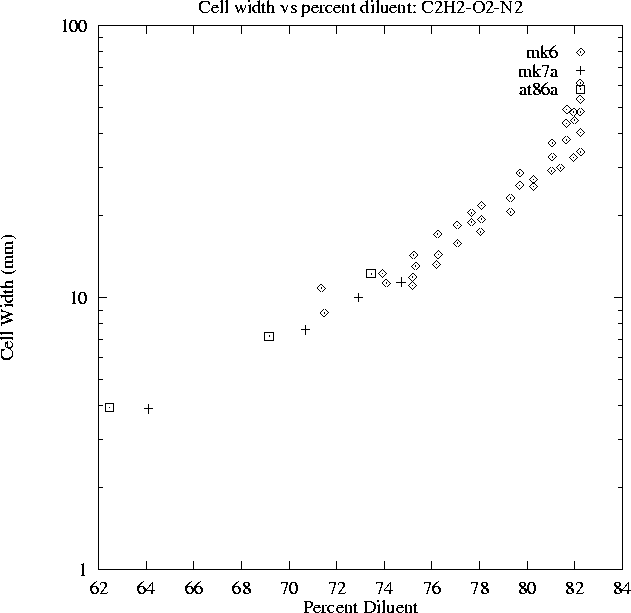 Cell width vs percent diluent: C2H2-O2-N2
100
mk6
mk7a
at86a
Cell Width (mm)
10
1
62 64 66 68 70 72 74 76 78 80 82 84
Percent Diluent